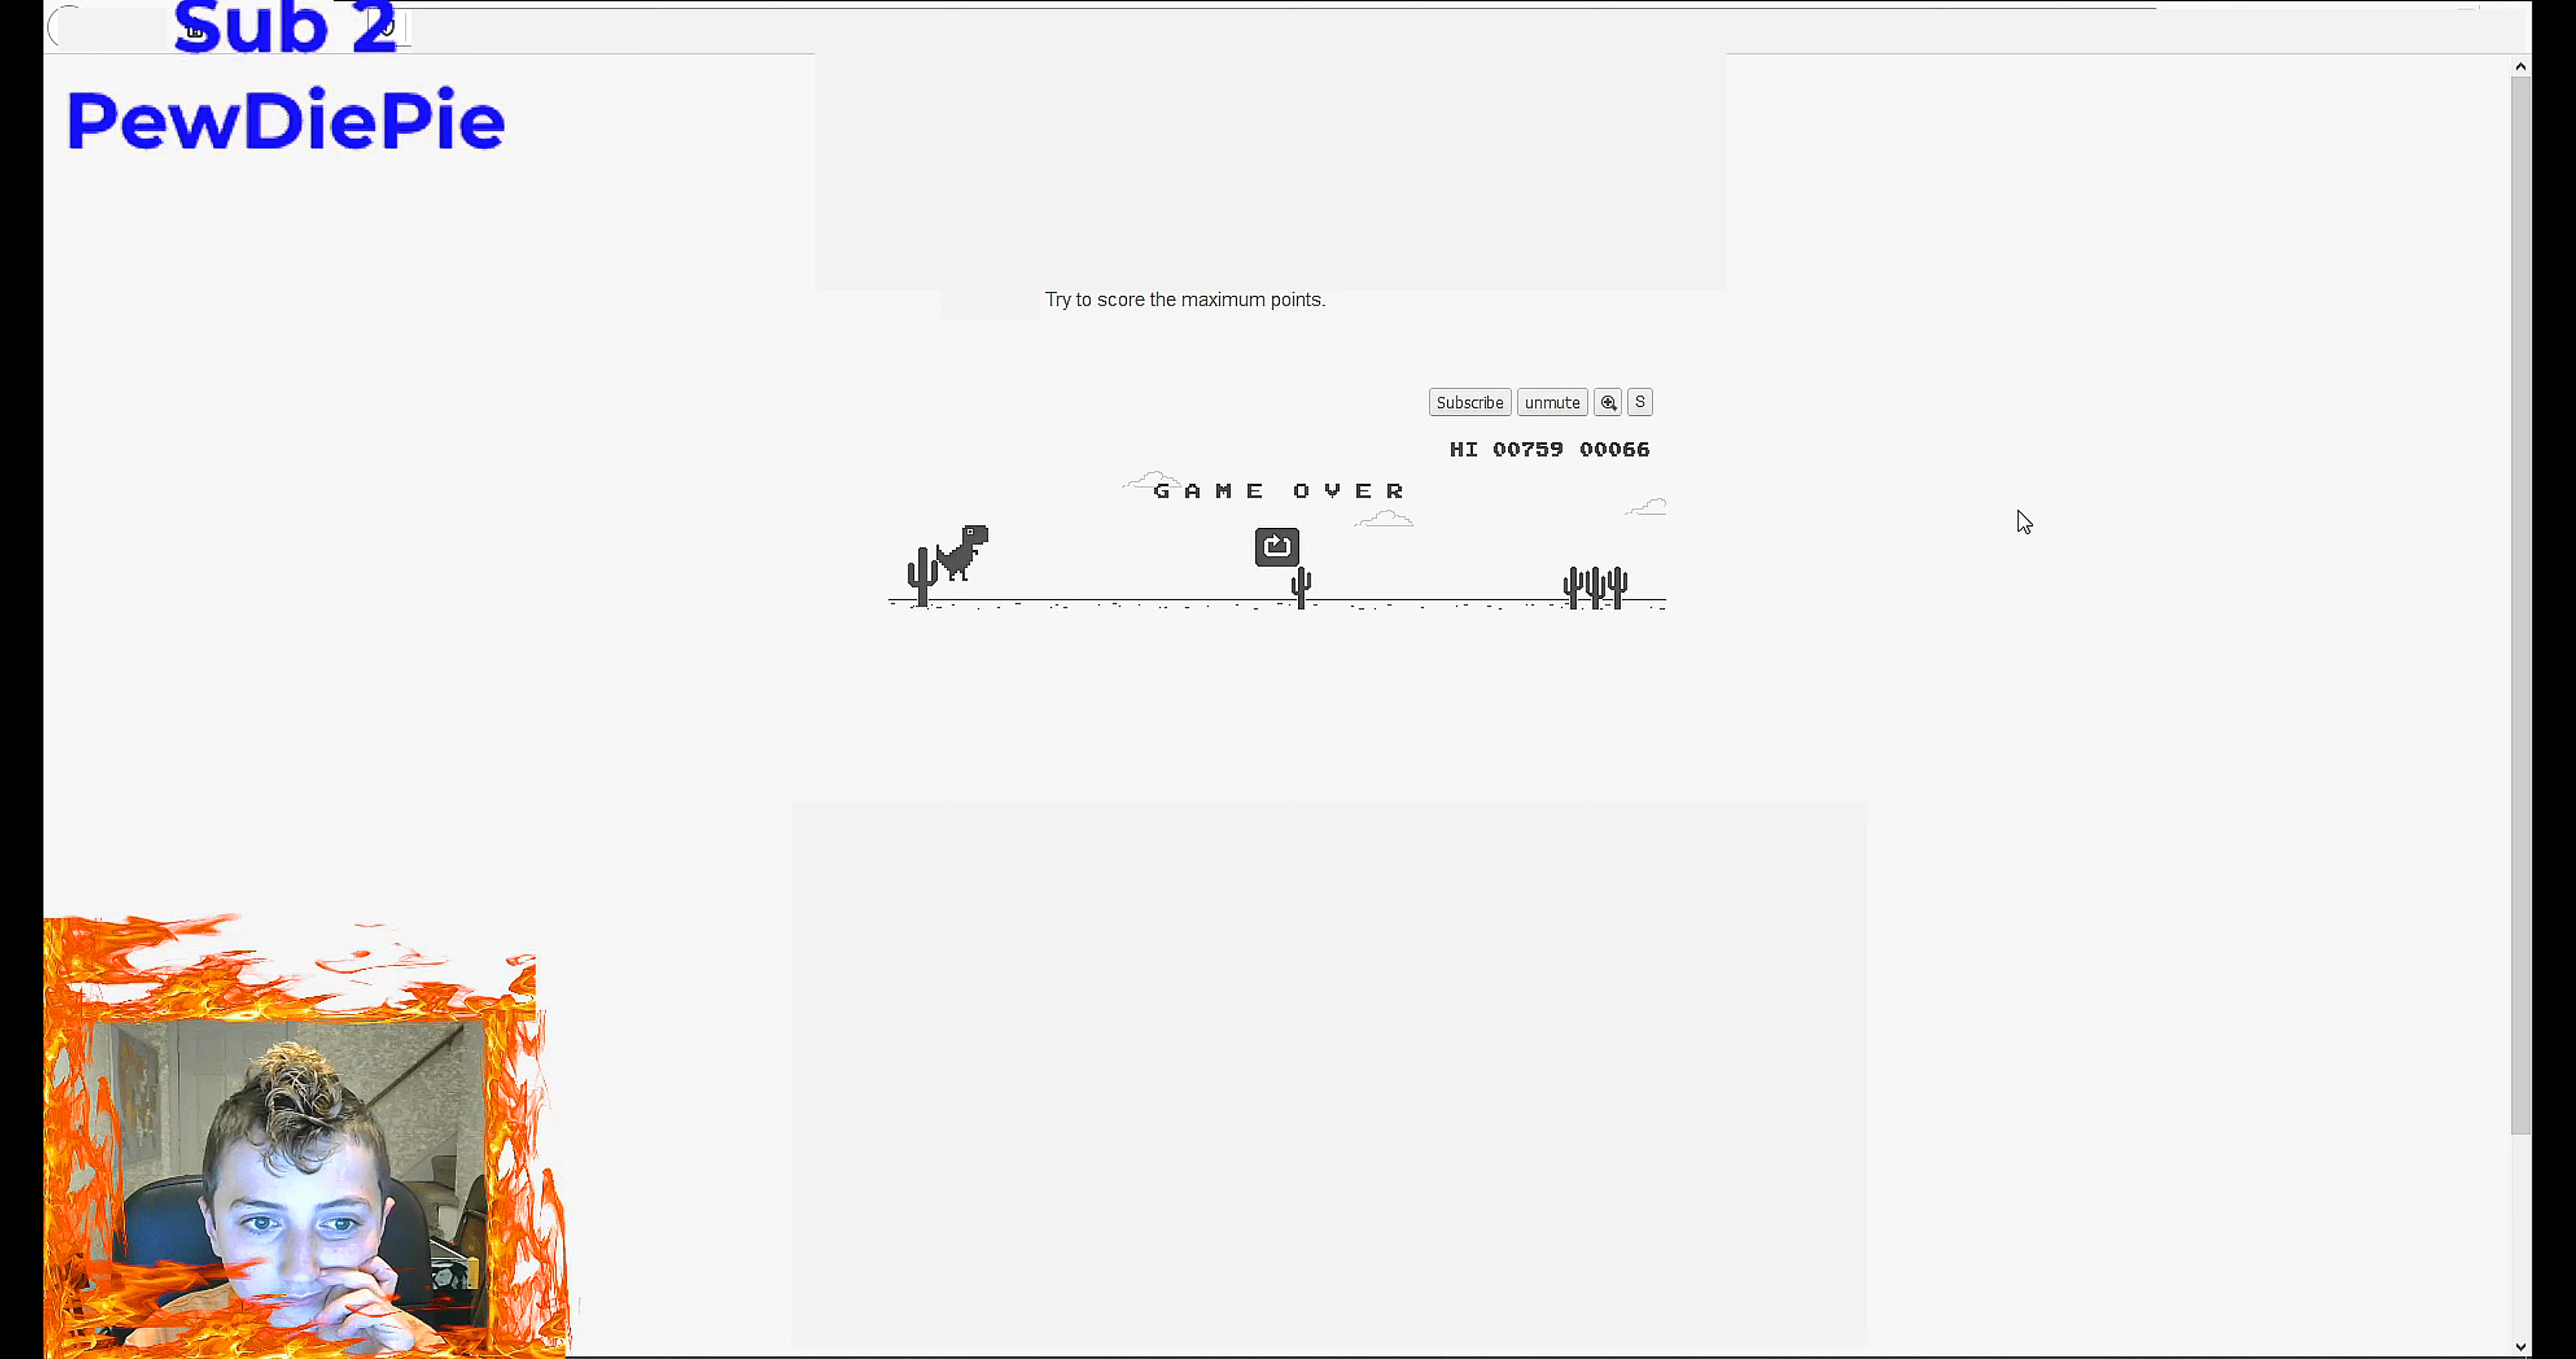 Sub 2
PewDiePie
Try to score the maximum points.
Subscribe unmute S
HI 00759 00066
GAME OVER